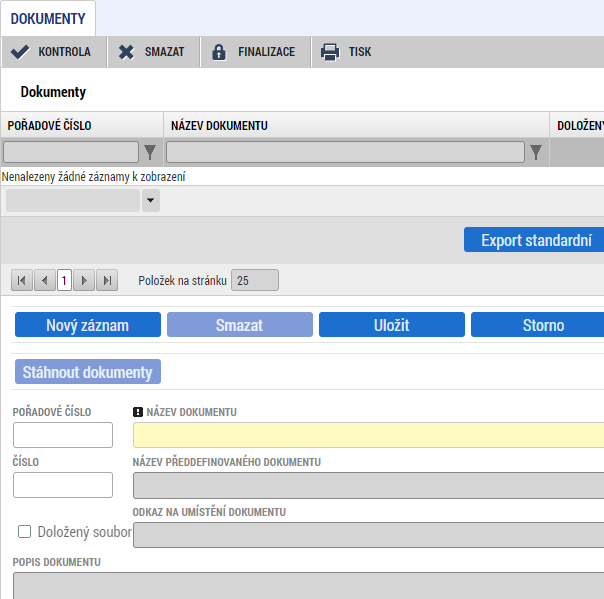 DOKUMENTY
KONTROLA SMAZAT FINALIZACE TISK
Dokumenty
POŘADOVÉ ČÍSLO NÁZEV DOKUMENTU DOLOŽENY
Nenalezeny žádné záznamy k zobrazení
Export standardní
1 Položek na stránku 25
Nový záznam Smazat Uložit Storno
Stáhnout dokumenty
POŘADOVÉ ČÍSLO NÁZEV DOKUMENTU
ČÍSLO NÁZEV PŘEDDEFINOVANÉHO DOKUMENTU
ODKAZ NA UMÍSTĚNÍ DOKUMENTU
Doložený soubor
POPIS DOKUMENTU